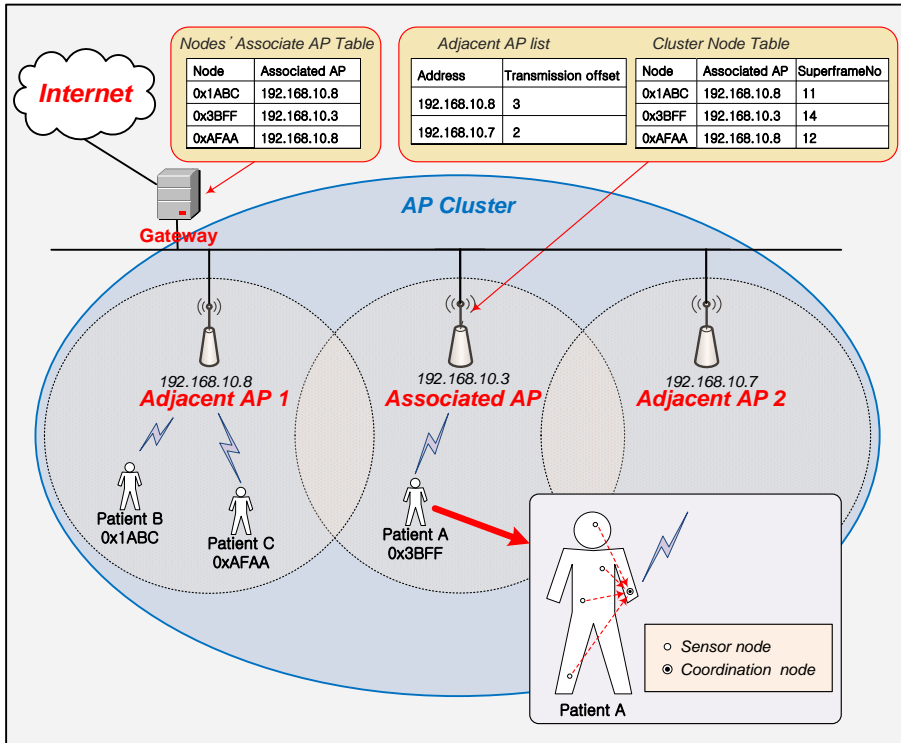 Nodes´ Associate AP Table
Node Associated AP
0x1ABC 192.168.10.8
0x3BFF 192.168.10.3
0xAFAA 192.168.10.8
Adjacent AP list
Address Transmission offset
192.168.10.8 3
192.168.10.7 2
Cluster Node Table
Node Associated AP SuperframeNo
0x1ABC 192.168.10.8 11
0x3BFF 192.168.10.3 14
0xAFAA 192.168.10.8 12
Internet
Gateway
AP Cluster
192.168.10.8
Adjacent AP 1
192.168.10.3
Associated AP
192.168.10.7
Adjacent AP 2
Patient B
0x1ABC
Patient C
0xAFAA
Patient A
0x3BFF
Sensor node
Coordination node
Patient A